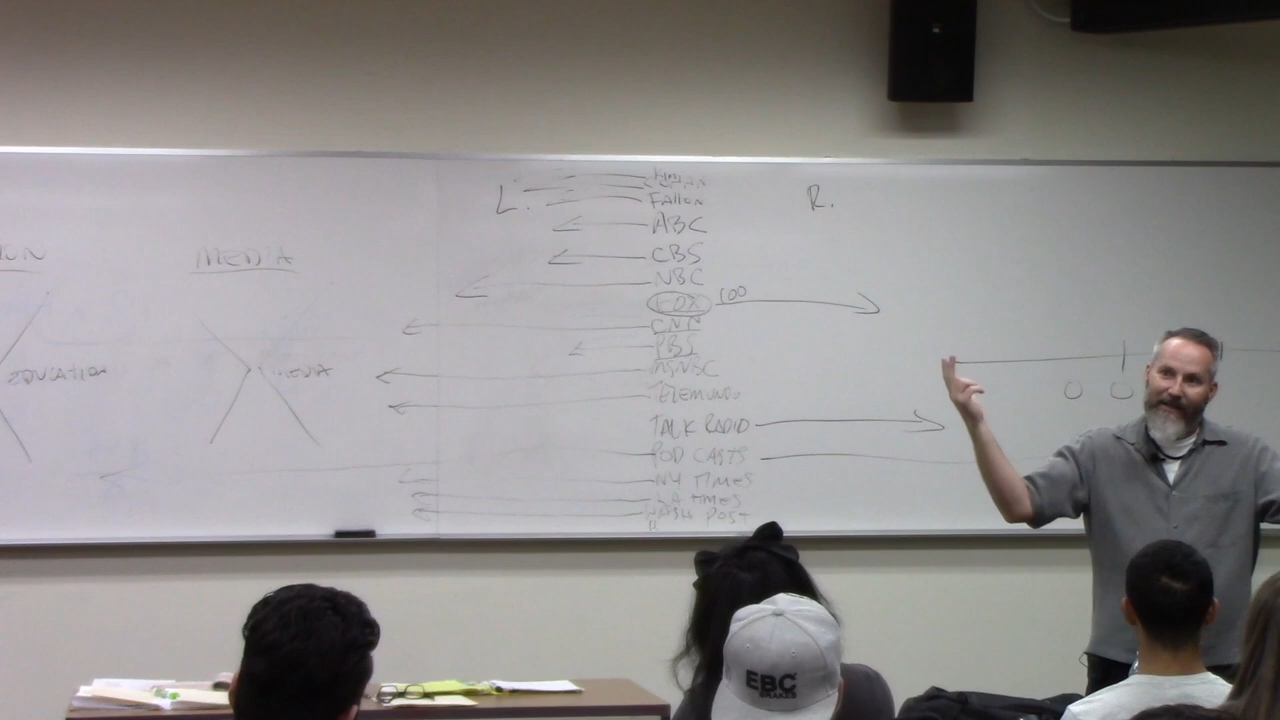 L.
R.
Fallon
ABC
CBS
NBC
MEDIA
FOX 100
CNN
PBS
MSNBC
EDUCATION
MEDIA
TELEMUNDO
TALK RADIO
POD CASTS
NY TIMES
LA TIMES
WASH POST
O O
EBC
BRAKES